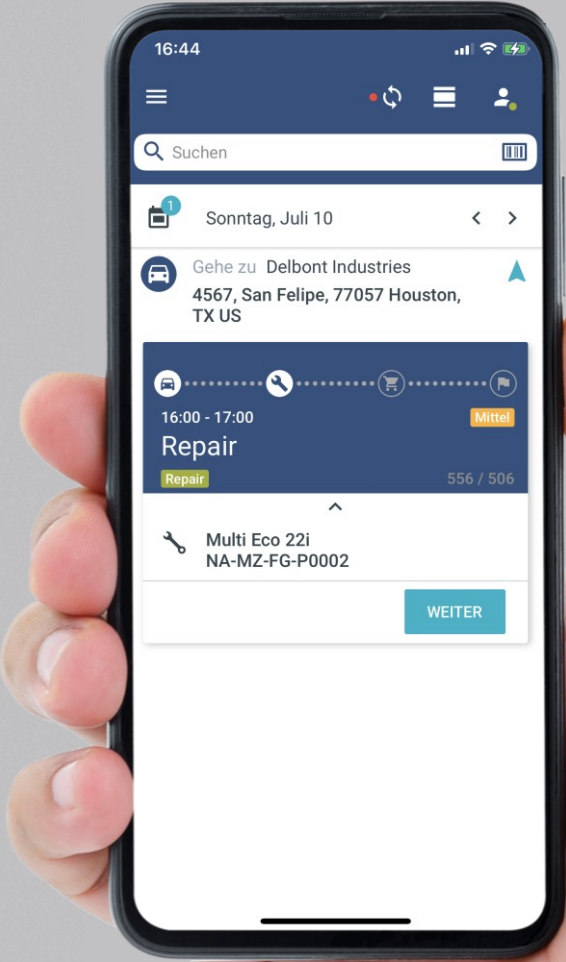 16:44
Suchen
1
Sonntag, Juli 10
Gehe zu Delbont Industries
4567, San Felipe, 77057 Houston,
TX US
16:00 - 17:00 Mittel
Repair
Repair 556 / 506
Multi Eco 22i
NA-MZ-FG-P0002
WEITER